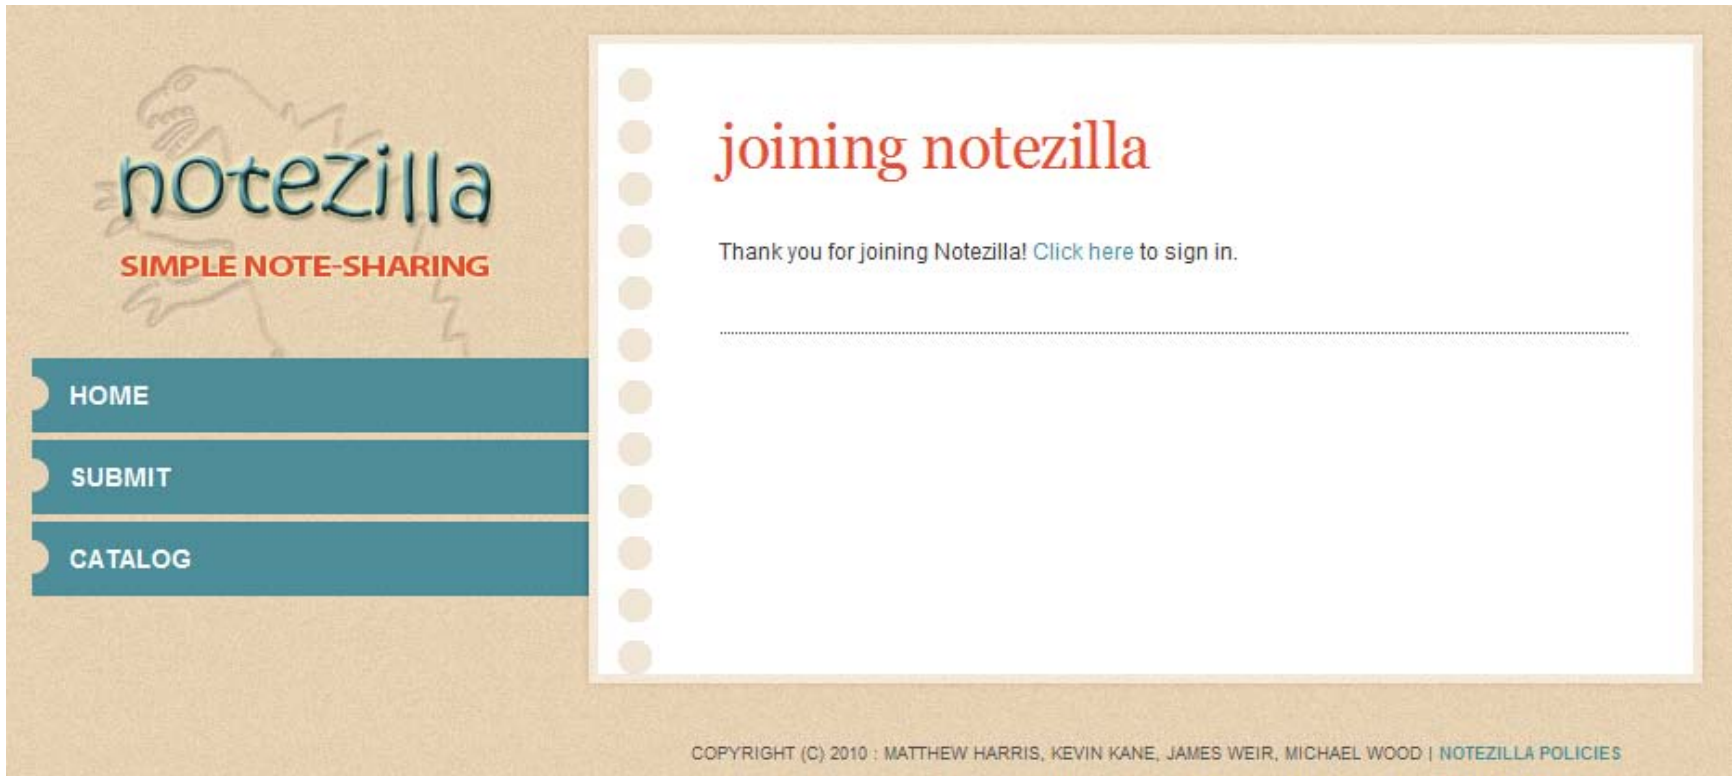 notezilla
SIMPLE NOTE-SHARING
HOME
SUBMIT
CATALOG
joining notezilla
Thank you for joining Notezilla! Click here to sign in.
COPYRIGHT (C) 2010 : MATTHEW HARRIS, KEVIN KANE, JAMES WEIR, MICHAEL WOOD | NOTEZILLA POLICIES